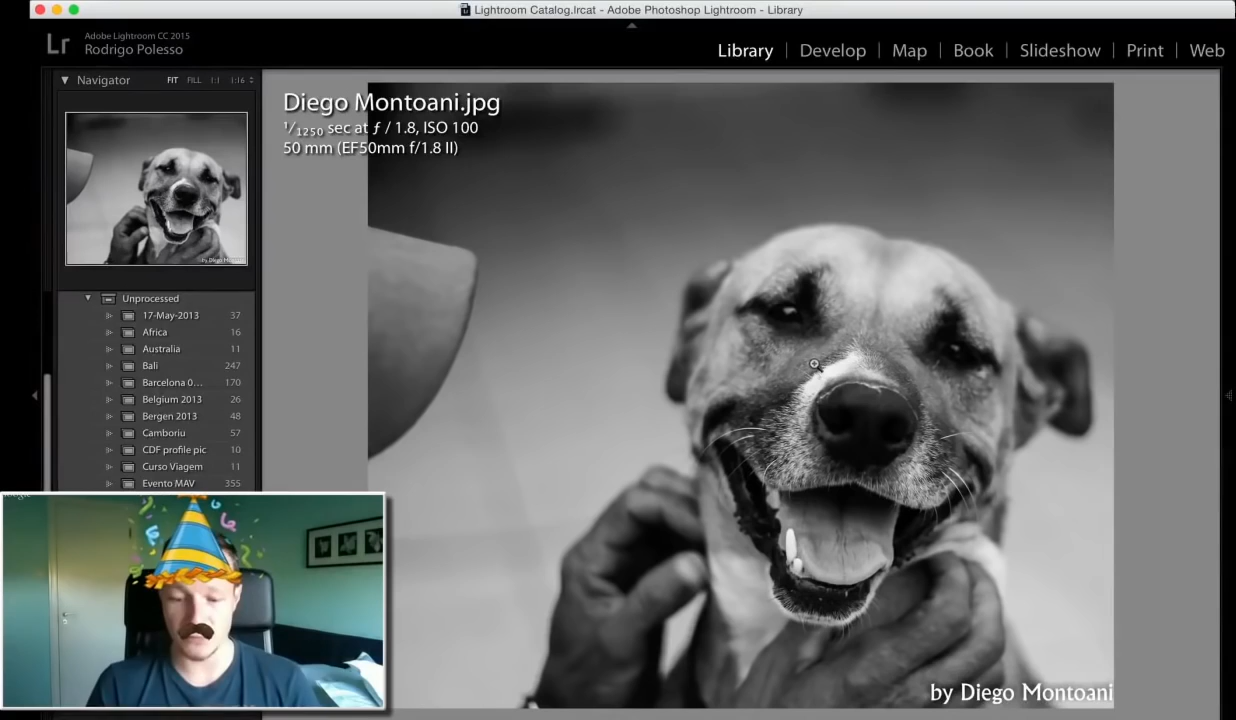 Lightroom Catalog.lrcat - Adobe Photoshop Lightroom - Library
Lr
Adobe Lightroom CC 2015
Rodrigo Polesso
Library | Develop | Map | Book | Slideshow | Print | Web
Navigator FIT FILL 1:1 1:16
Diego Montoani.jpg
1/1250 sec at ƒ / 1.8, ISO 100
50 mm (EF50mm f/1.8 II)
Unprocessed
17-May-2013 37
Africa 16
Australia 11
Bali 247
Barcelona 0... 170
Belgium 2013 26
Bergen 2013 48
Camboriu 57
CDF profile pic 10
Curso Viagem 11
Evento MAV 355
by Diego Montoani